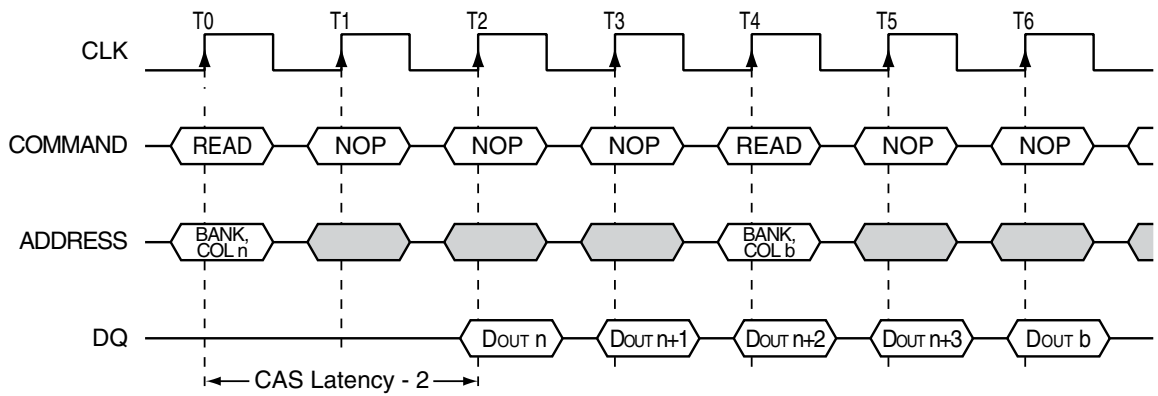 T0 T1 T2 T3 T4 T5 T6
CLK
COMMAND READ NOP NOP NOP READ NOP NOP
ADDRESS BANK, COL n BANK, COL b
DQ DOUT n DOUT n+1 DOUT n+2 DOUT n+3 DOUT b
CAS Latency - 2